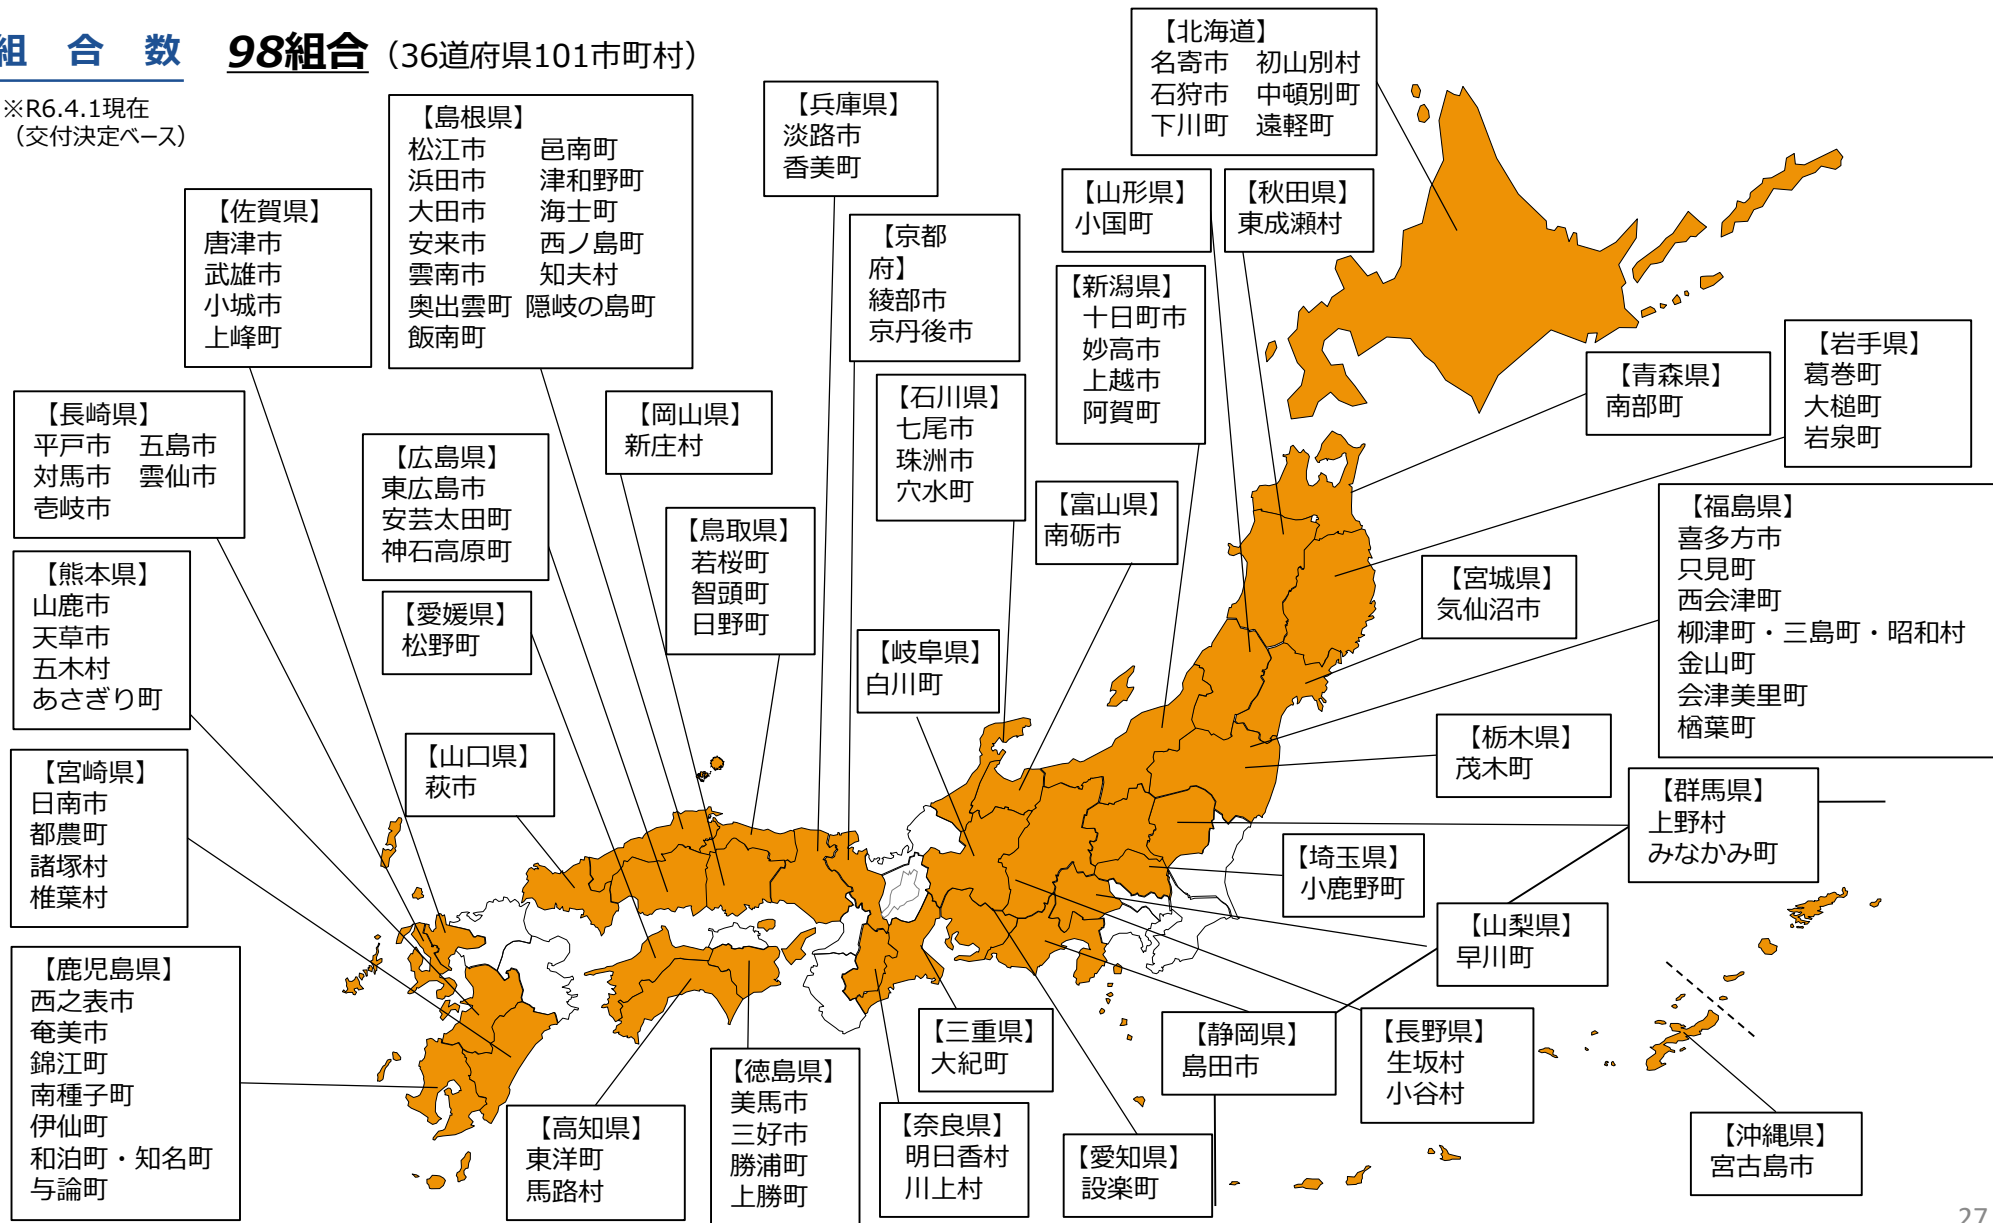 組 合 数 98組合（36道府県101市町村）
※R6.4.1現在
（交付決定ベース）
【北海道】
名寄市 初山別村
石狩市 中頓別町
下川町 遠軽町
【兵庫県】
淡路市
香美町
【島根県】
松江市 邑南町
浜田市 津和野町
大田市 海士町
安来市 西ノ島町
雲南市 知夫村
奥出雲町 隠岐の島町
飯南町
【佐賀県】
唐津市
武雄市
小城市
上峰町
【京都
府】
綾部市
京丹後市
【山形県】
小国町
【秋田県】
東成瀬村
【新潟県】
十日町市
妙高市
上越市
阿賀町
【岩手県】
葛巻町
大槌町
岩泉町
【青森県】
南部町
【石川県】
七尾市
珠洲市
穴水町
【岡山県】
新庄村
【長崎県】
平戸市 五島市
対馬市 雲仙市
壱岐市
【広島県】
東広島市
安芸太田町
神石高原町
【富山県】
南砺市
【鳥取県】
若桜町
智頭町
日野町
【福島県】
喜多方市
只見町
西会津町
柳津町・三島町・昭和村
金山町
会津美里町
楢葉町
【宮城県】
気仙沼市
【熊本県】
山鹿市
天草市
五木村
あさぎり町
【愛媛県】
松野町
【岐阜県】
白川町
【栃木県】
茂木町
【山口県】
萩市
【宮崎県】
日南市
都農町
諸塚村
椎葉村
【群馬県】
上野村
みなかみ町
【埼玉県】
小鹿野町
【山梨県】
早川町
【鹿児島県】
西之表市
奄美市
錦江町
南種子町
伊仙町
和泊町・知名町
与論町
【三重県】
大紀町
【静岡県】
島田市
【長野県】
生坂村
小谷村
【徳島県】
美馬市
三好市
勝浦町
上勝町
【高知県】
東洋町
馬路村
【奈良県】
明日香村
川上村
【愛知県】
設楽町
【沖縄県】
宮古島市
27